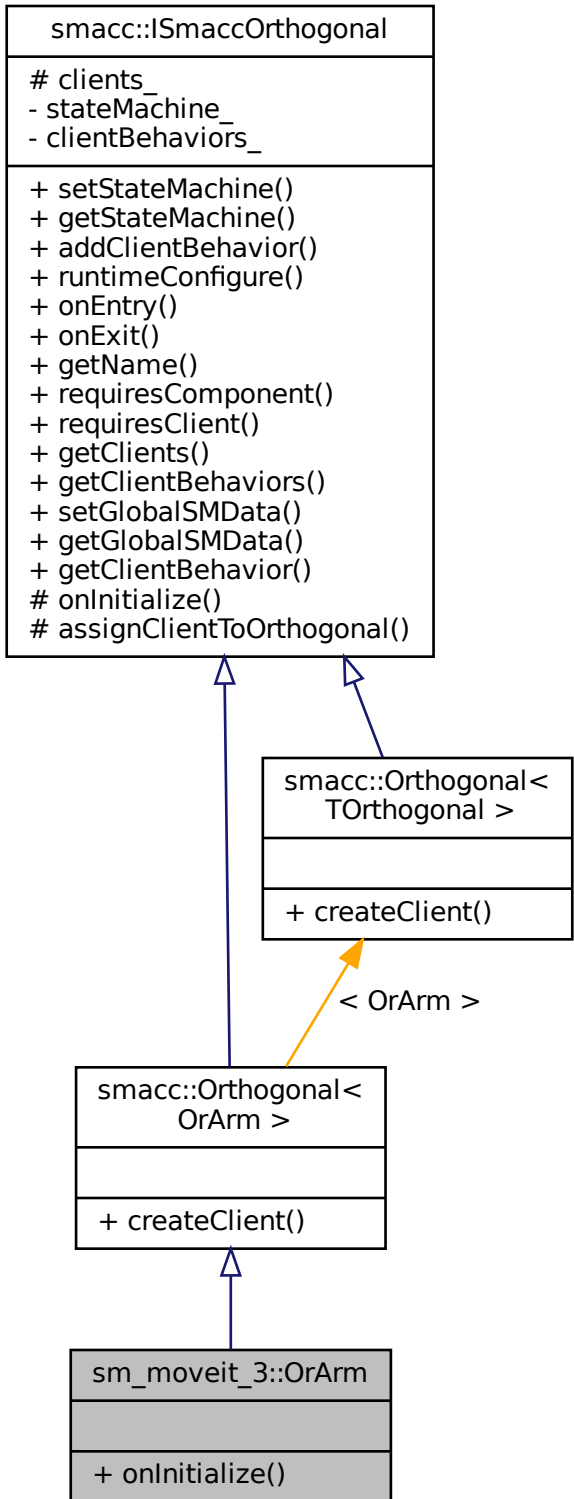 smacc::ISmaccOrthogonal
# clients_
- stateMachine_
- clientBehaviors_
+ setStateMachine()
+ getStateMachine()
+ addClientBehavior()
+ runtimeConfigure()
+ onEntry()
+ onExit()
+ getName()
+ requiresComponent()
+ requiresClient()
+ getClients()
+ getClientBehaviors()
+ setGlobalSMData()
+ getGlobalSMData()
+ getClientBehavior()
# onInitialize()
# assignClientToOrthogonal()
smacc::Orthogonal<
TOrthogonal >
+ createClient()
< OrArm >
smacc::Orthogonal<
OrArm >
+ createClient()
sm_moveit_3::OrArm
+ onInitialize()